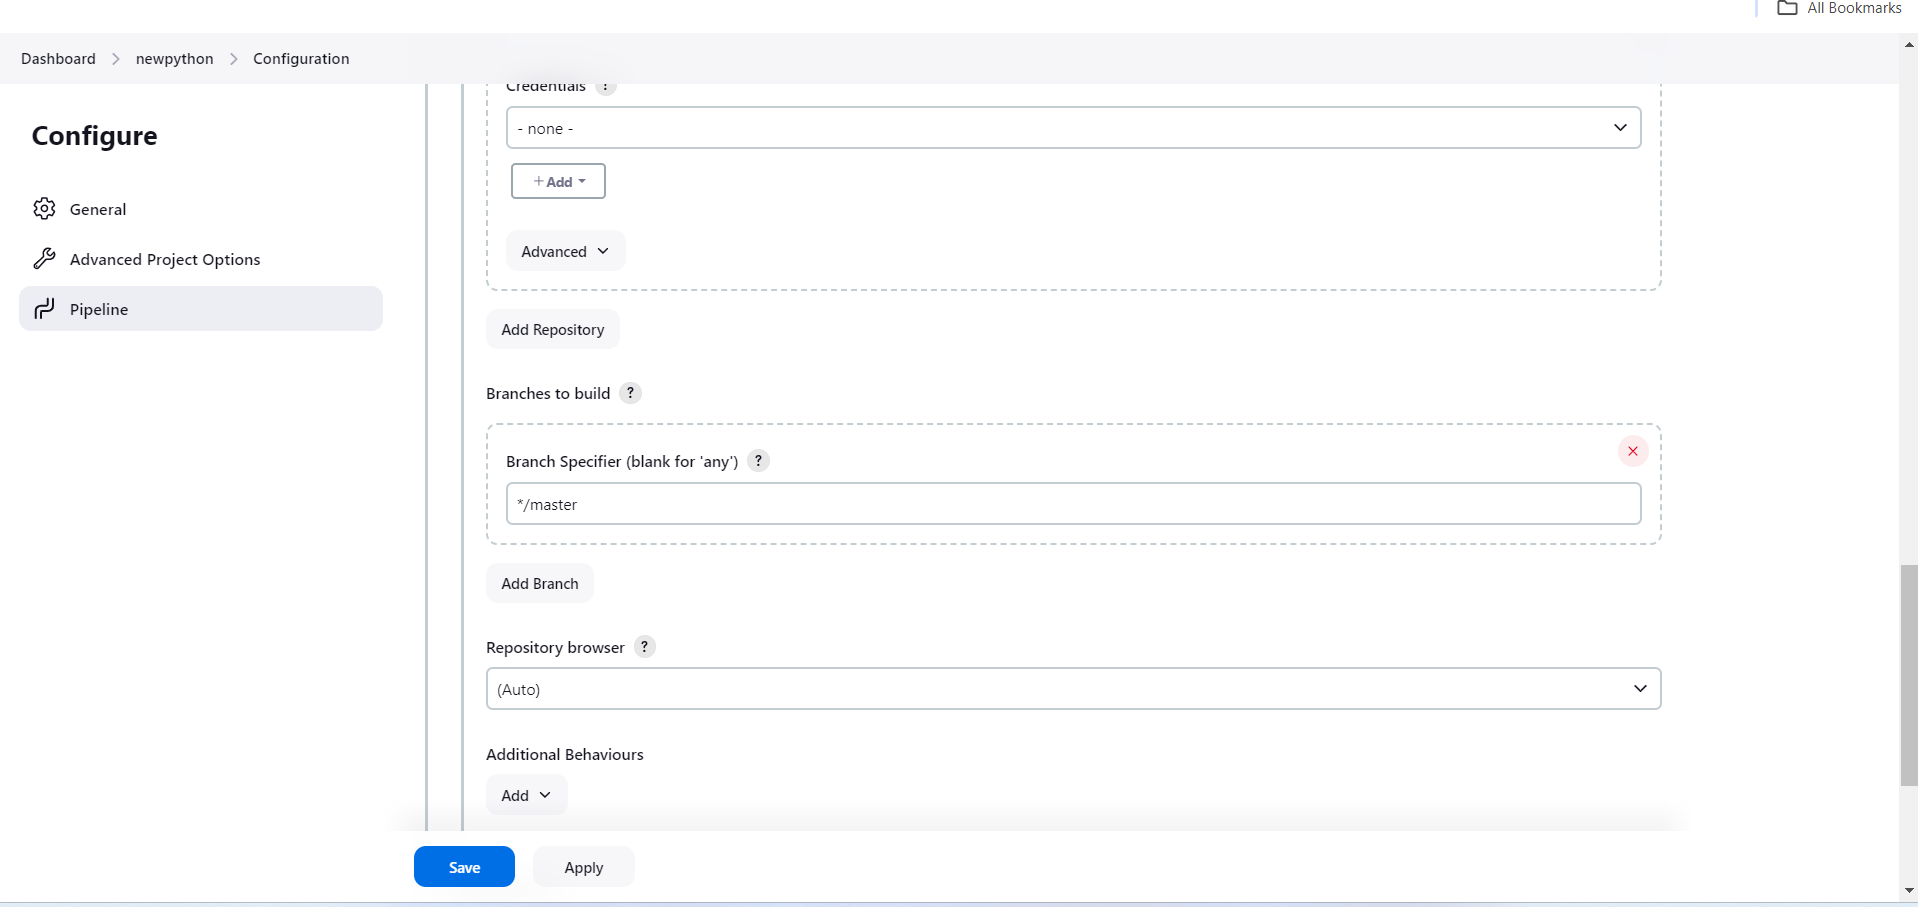 All Bookmarks
Dashboard > newpython > Configuration
Configure
General
Advanced Project Options
Pipeline
Credentials ?
- none -
+ Add
Advanced
Add Repository
Branches to build ?
Branch Specifier (blank for 'any') ?
*/master
Add Branch
Repository browser ?
(Auto)
Additional Behaviours
Add
Save Apply